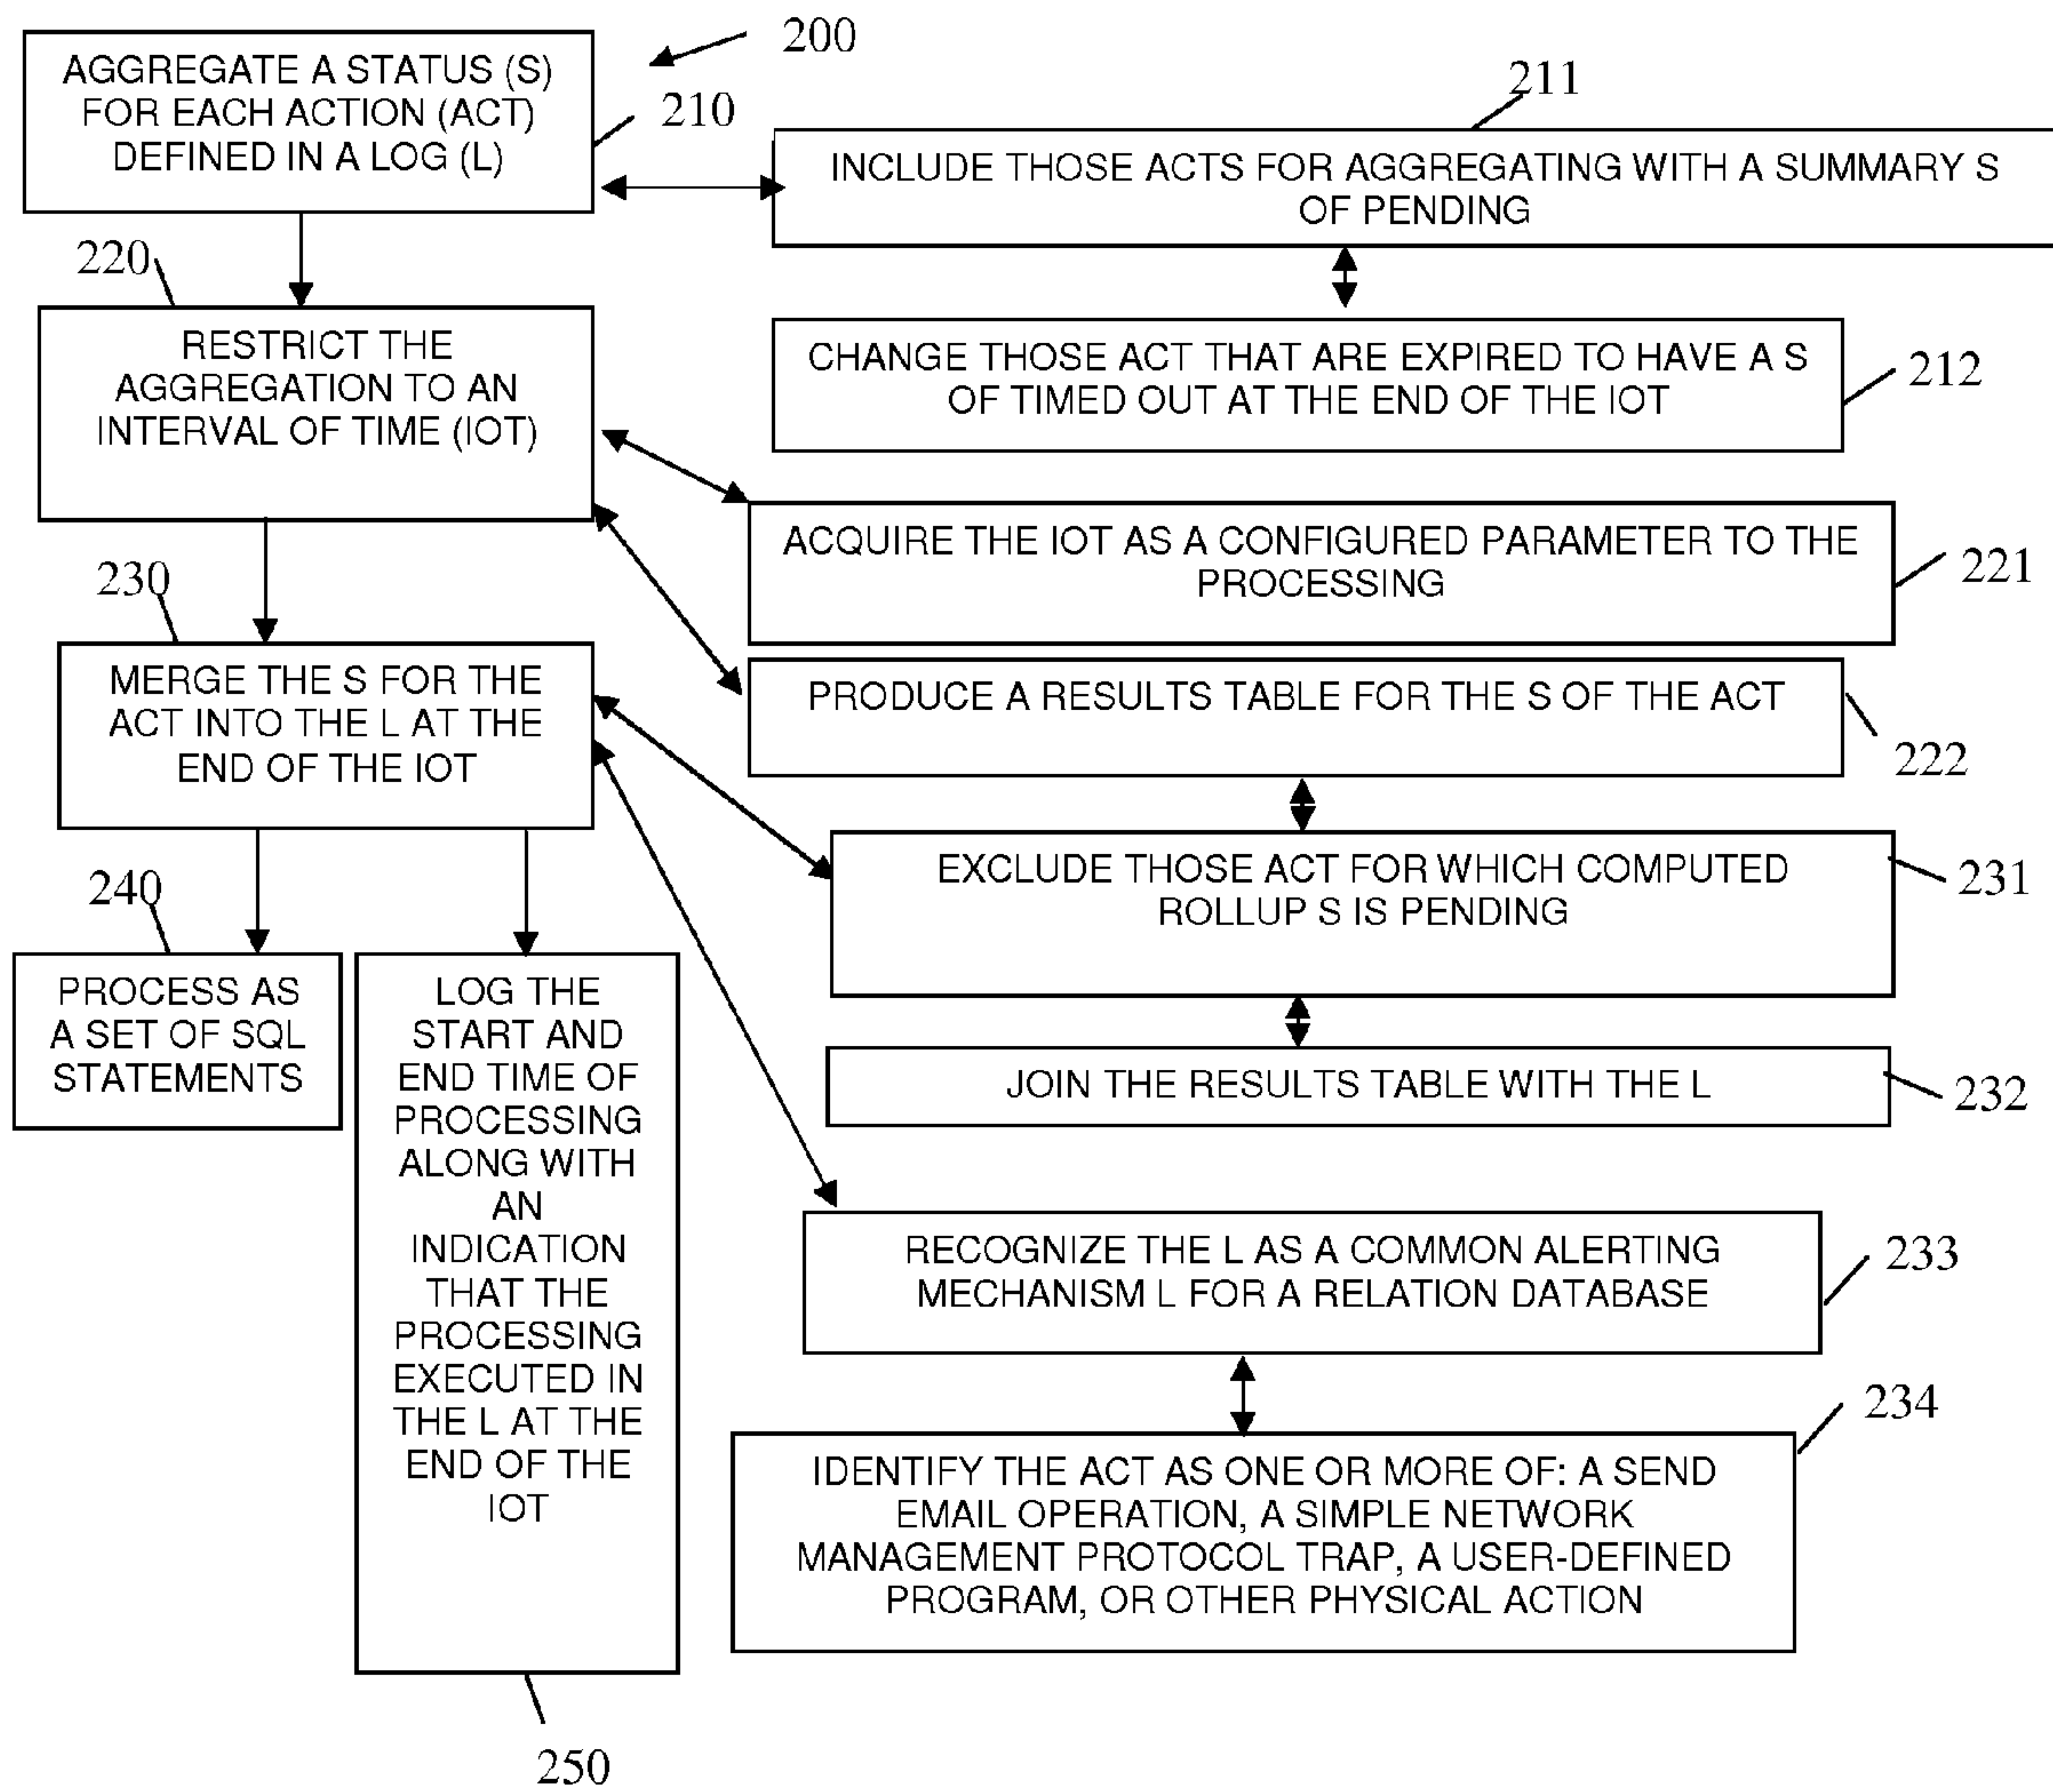 200
AGGREGATE A STATUS (S)
FOR EACH ACTION (ACT)
DEFINED IN A LOG (L)
210
211
INCLUDE THOSE ACTS FOR AGGREGATING WITH A SUMMARY S
OF PENDING
220
RESTRICT THE
AGGREGATION TO AN
INTERVAL OF TIME (IOT)
CHANGE THOSE ACT THAT ARE EXPIRED TO HAVE A S
OF TIMED OUT AT THE END OF THE IOT
212
ACQUIRE THE IOT AS A CONFIGURED PARAMETER TO THE
PROCESSING
221
230
MERGE THE S FOR THE
ACT INTO THE L AT THE
END OF THE IOT
PRODUCE A RESULTS TABLE FOR THE S OF THE ACT
222
EXCLUDE THOSE ACT FOR WHICH COMPUTED
ROLLUP S IS PENDING
231
240
PROCESS AS
A SET OF SQL
STATEMENTS
LOG THE
START AND
END TIME OF
PROCESSING
ALONG WITH
AN
INDICATION
THAT THE
PROCESSING
EXECUTED IN
THE L AT THE
END OF THE
IOT
250
JOIN THE RESULTS TABLE WITH THE L
232
RECOGNIZE THE L AS A COMMON ALERTING
MECHANISM L FOR A RELATION DATABASE
233
234
IDENTIFY THE ACT AS ONE OR MORE OF: A SEND
EMAIL OPERATION, A SIMPLE NETWORK
MANAGEMENT PROTOCOL TRAP, A USER-DEFINED
PROGRAM, OR OTHER PHYSICAL ACTION